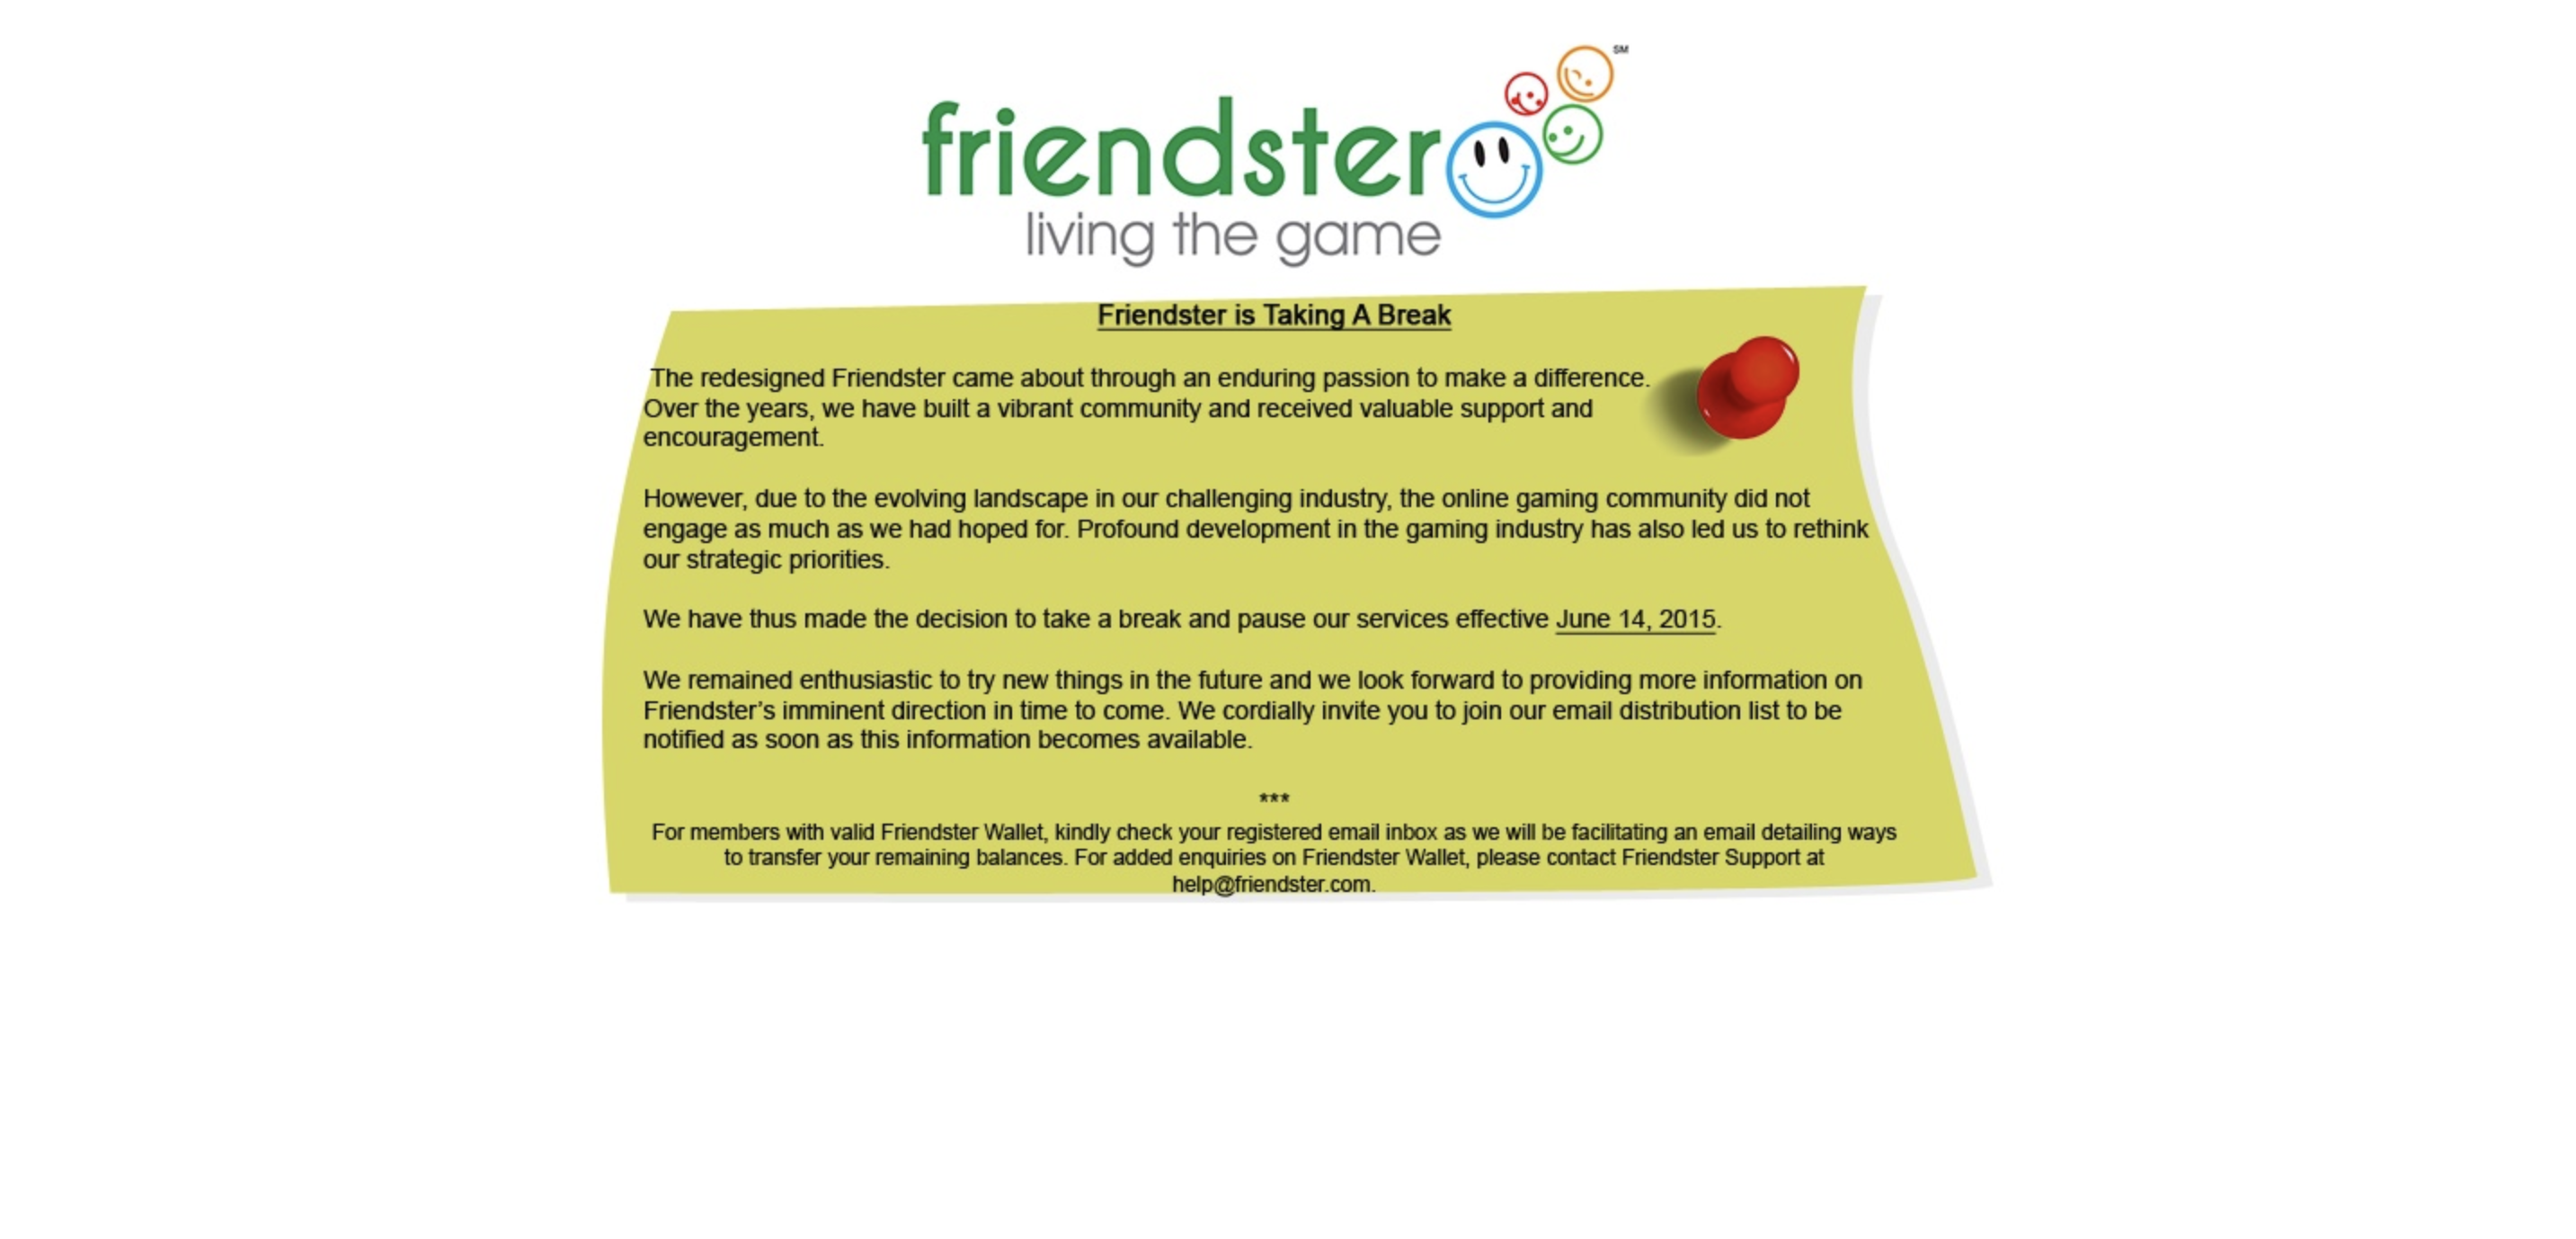 friendster SM
living the game
Friendster is Taking A Break
The redesigned Friendster came about through an enduring passion to make a difference.
Over the years, we have built a vibrant community and received valuable support and
encouragement.
However, due to the evolving landscape in our challenging industry, the online gaming community did not
engage as much as we had hoped for. Profound development in the gaming industry has also led us to rethink
our strategic priorities.
We have thus made the decision to take a break and pause our services effective June 14, 2015.
We remained enthusiastic to try new things in the future and we look forward to providing more information on
Friendster’s imminent direction in time to come. We cordially invite you to join our email distribution list to be
notified as soon as this information becomes available.
***
For members with valid Friendster Wallet, kindly check your registered email inbox as we will be facilitating an email detailing ways
to transfer your remaining balances. For added enquiries on Friendster Wallet, please contact Friendster Support at
help@friendster.com.